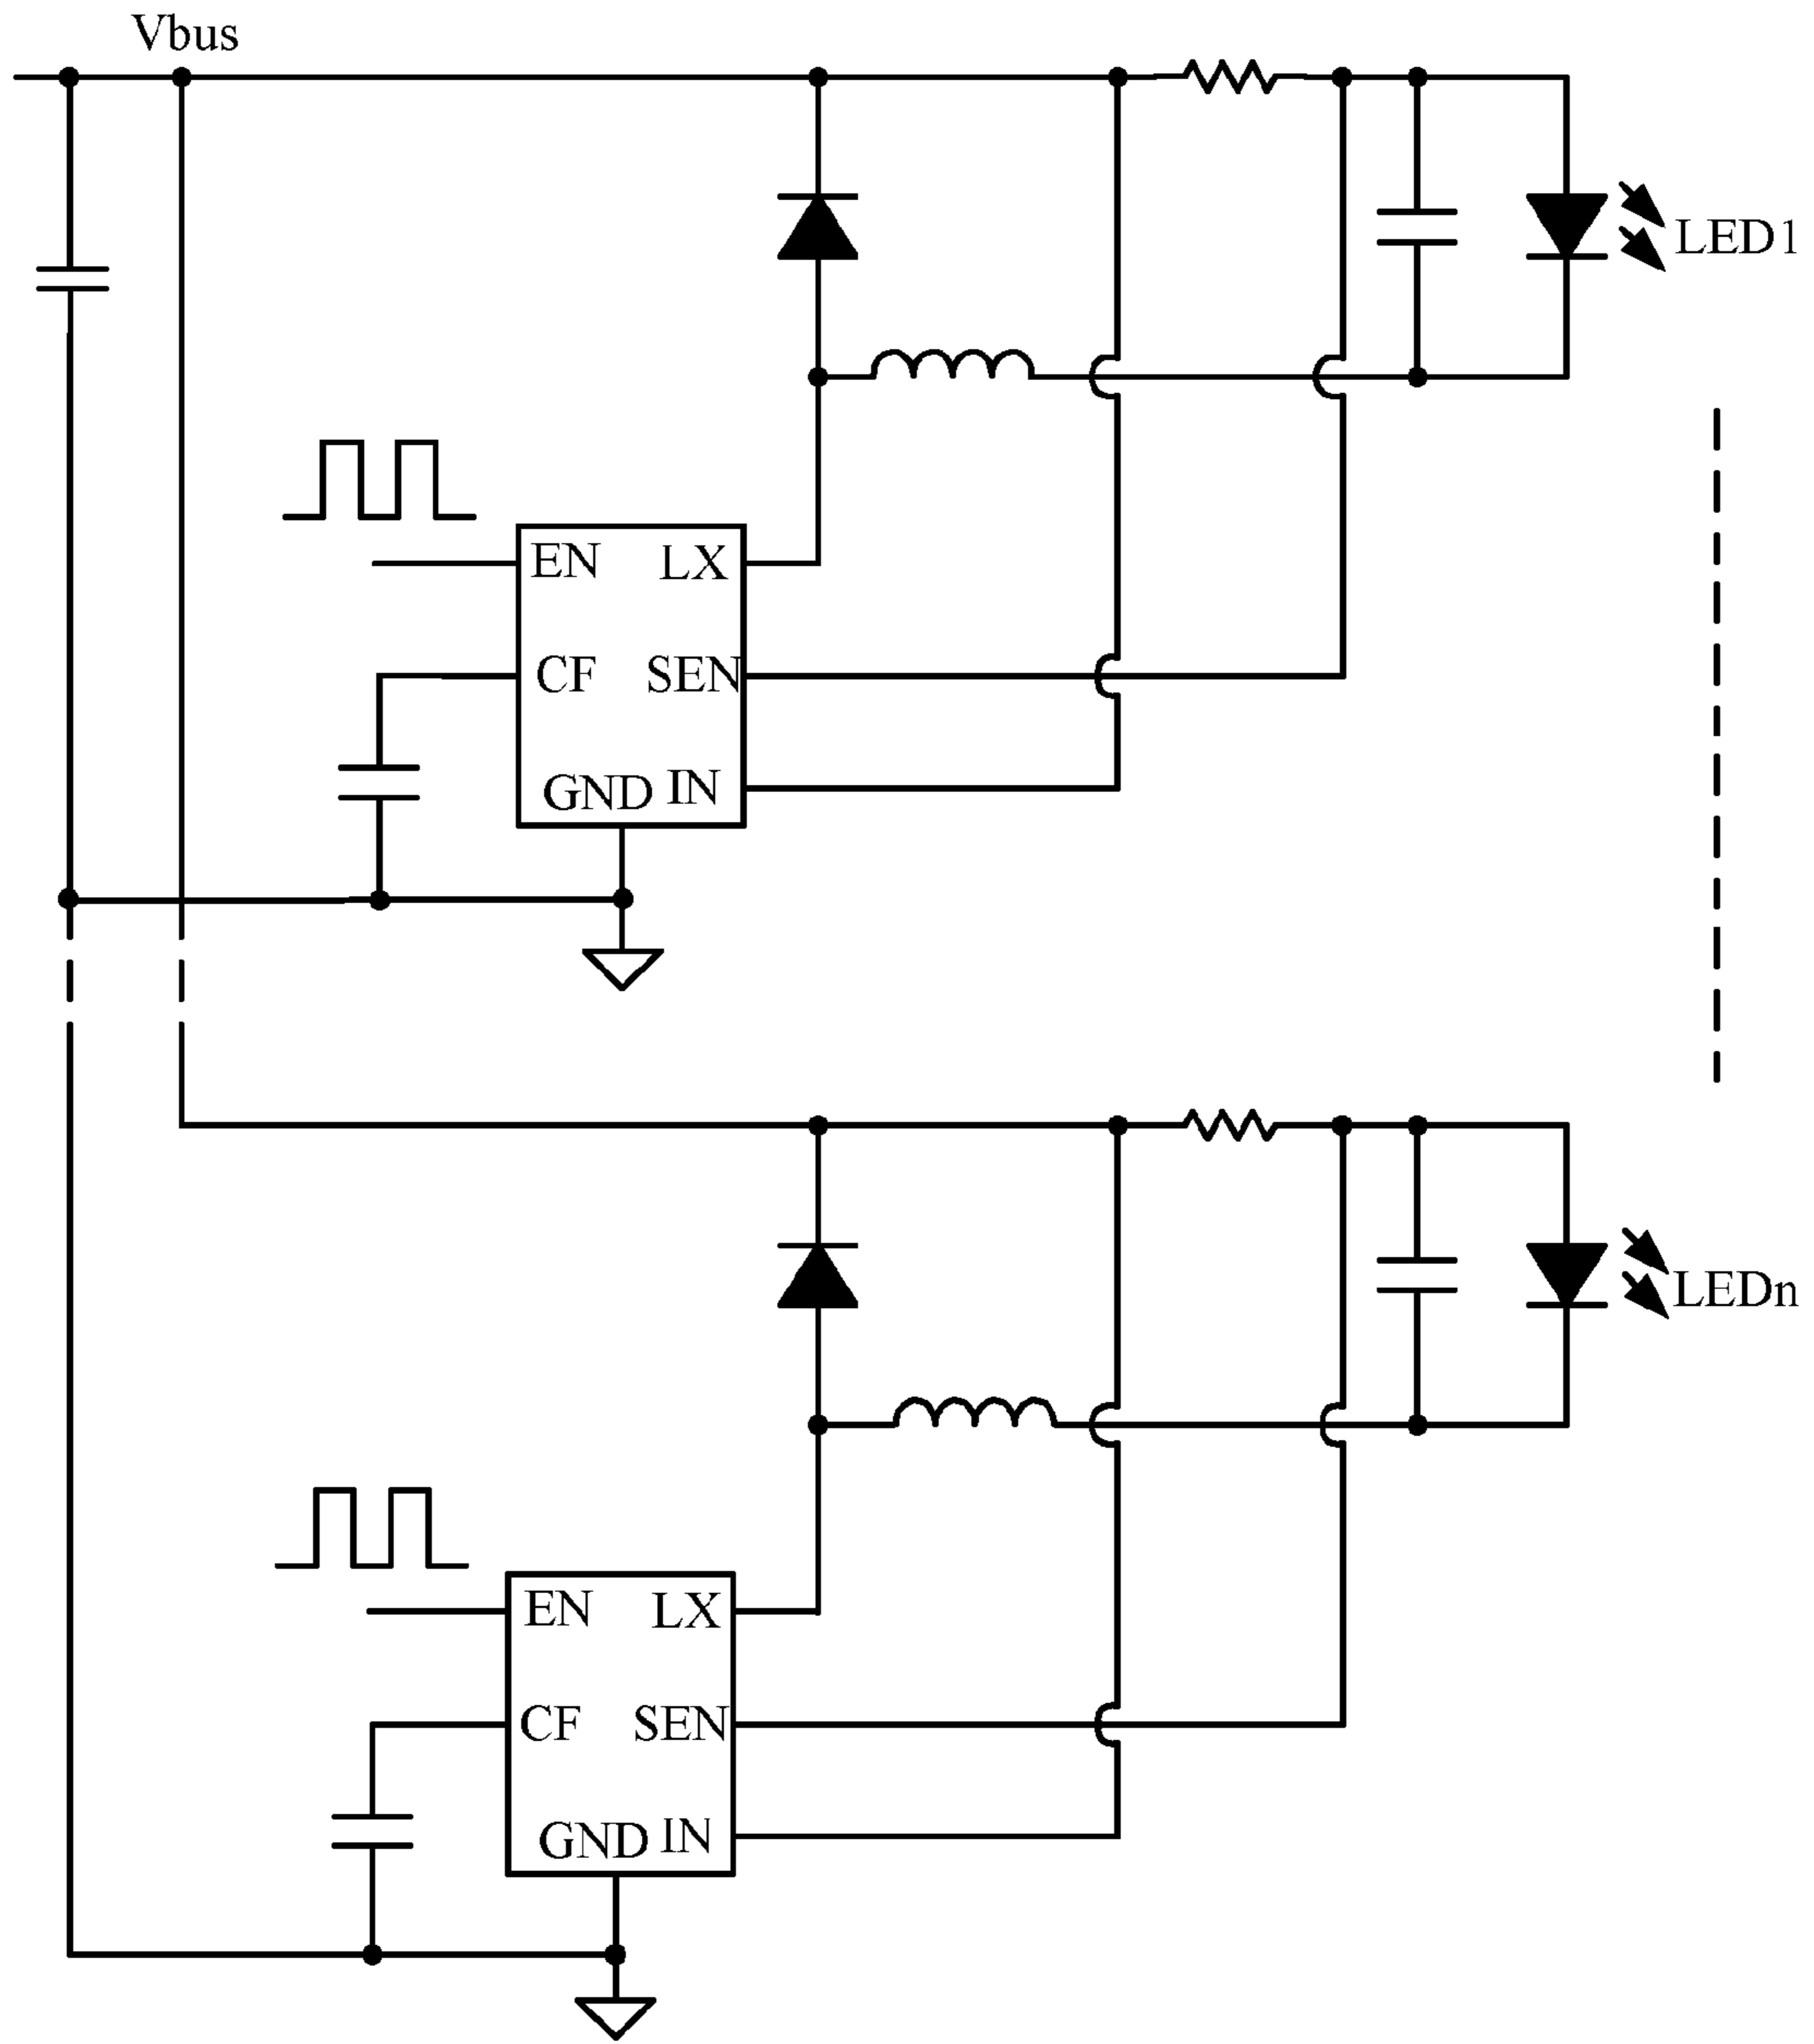 Vbus
LED1
EN LX
CF SEN
GND IN
LEDn
EN LX
CF SEN
GND IN